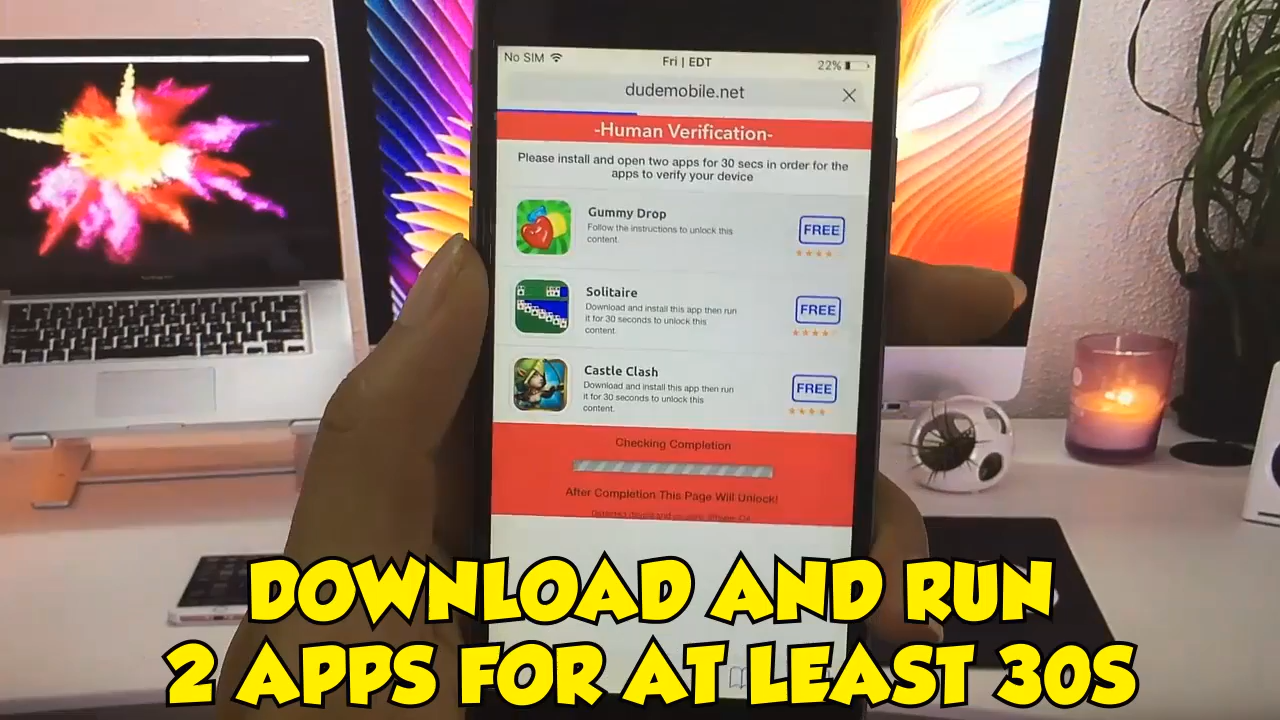 No SIM
Fri | EDT
22%
dudemobile.net
-Human Verification-
Please install and open two apps for 30 secs in order for the
apps to verify your device
Gummy Drop
Follow the instructions to unlock this
content.
FREE
Solitaire
Download and install this app then run
it for 30 seconds to unlock this
content.
FREE
Castle Clash
Download and install this app then run
it for 30 seconds to unlock this
content.
FREE
Checking Completion
After Completion This Page Will Unlock!
DOWNLOAD AND RUN
2 APPS FOR AT LEAST 30S